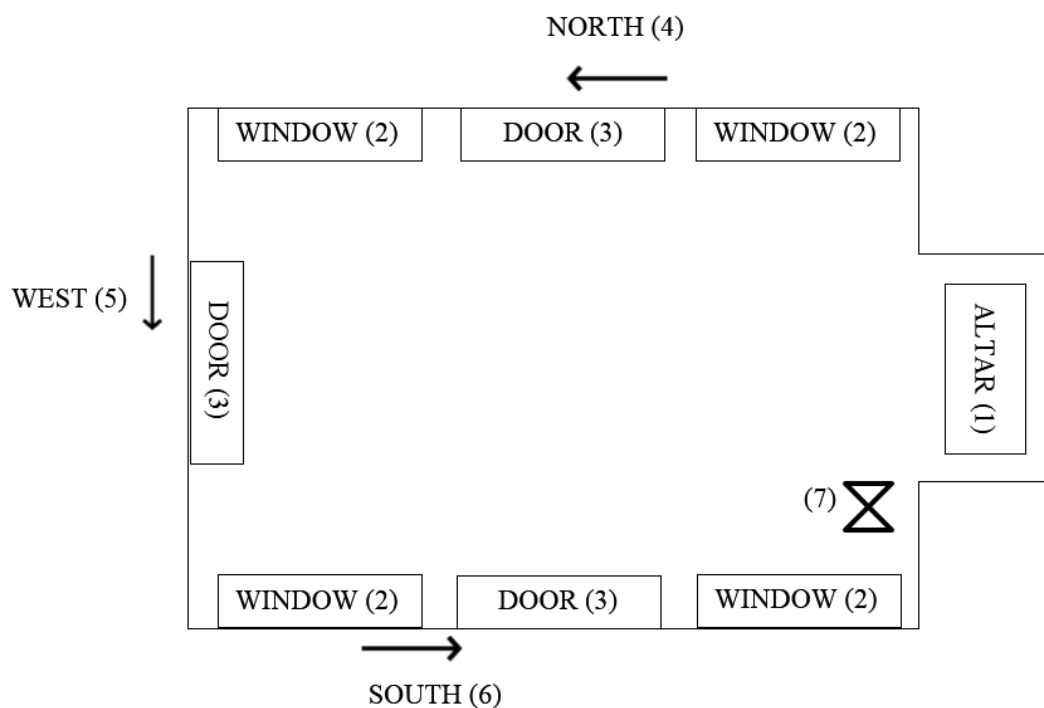 NORTH (4)
WINDOW (2)
DOOR (3)
WINDOW (2)
WEST (5)
DOOR (3)
ALTAR (1)
(7)
WINDOW (2)
DOOR (3)
WINDOW (2)
SOUTH (6)